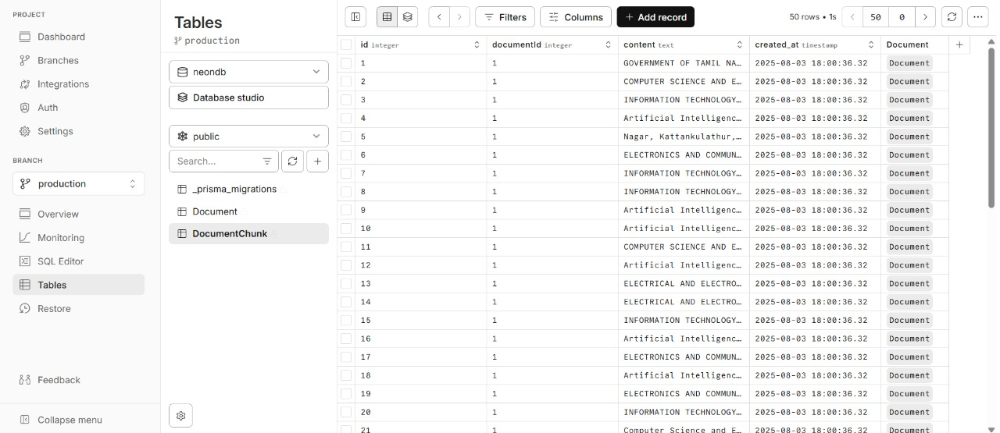 PROJECT
Dashboard
Branches
Integrations
Auth
Settings
BRANCH
production
Overview
Monitoring
SQL Editor
Tables
Restore
Feedback
Collapse menu
Tables
production
neondb
Database studio
public
Search...
_prisma_migrations
Document
DocumentChunk
Filters
Columns
Add record
50 rows • 1s
50
0
id integer documentId integer content text created_at timestamp Document
1 1 GOVERNMENT OF TAMIL NA… 2025-08-03 18:00:36.32 Document
2 1 COMPUTER SCIENCE AND E… 2025-08-03 18:00:36.32 Document
3 1 INFORMATION TECHNOLOGY… 2025-08-03 18:00:36.32 Document
4 1 Artificial Intelligenc… 2025-08-03 18:00:36.32 Document
5 1 Nagar, Kattankulathur,… 2025-08-03 18:00:36.32 Document
6 1 ELECTRONICS AND COMMUN… 2025-08-03 18:00:36.32 Document
7 1 INFORMATION TECHNOLOGY… 2025-08-03 18:00:36.32 Document
8 1 INFORMATION TECHNOLOGY… 2025-08-03 18:00:36.32 Document
9 1 Artificial Intelligenc… 2025-08-03 18:00:36.32 Document
10 1 Artificial Intelligenc… 2025-08-03 18:00:36.32 Document
11 1 COMPUTER SCIENCE AND E… 2025-08-03 18:00:36.32 Document
12 1 Artificial Intelligenc… 2025-08-03 18:00:36.32 Document
13 1 ELECTRICAL AND ELECTRO… 2025-08-03 18:00:36.32 Document
14 1 ELECTRICAL AND ELECTRO… 2025-08-03 18:00:36.32 Document
15 1 INFORMATION TECHNOLOGY… 2025-08-03 18:00:36.32 Document
16 1 Artificial Intelligenc… 2025-08-03 18:00:36.32 Document
17 1 ELECTRONICS AND COMMUN… 2025-08-03 18:00:36.32 Document
18 1 Artificial Intelligenc… 2025-08-03 18:00:36.32 Document
19 1 ELECTRONICS AND COMMUN… 2025-08-03 18:00:36.32 Document
20 1 INFORMATION TECHNOLOGY… 2025-08-03 18:00:36.32 Document
21 1 Computer Science and E… 2025-08-03 18:00:36.32 Document